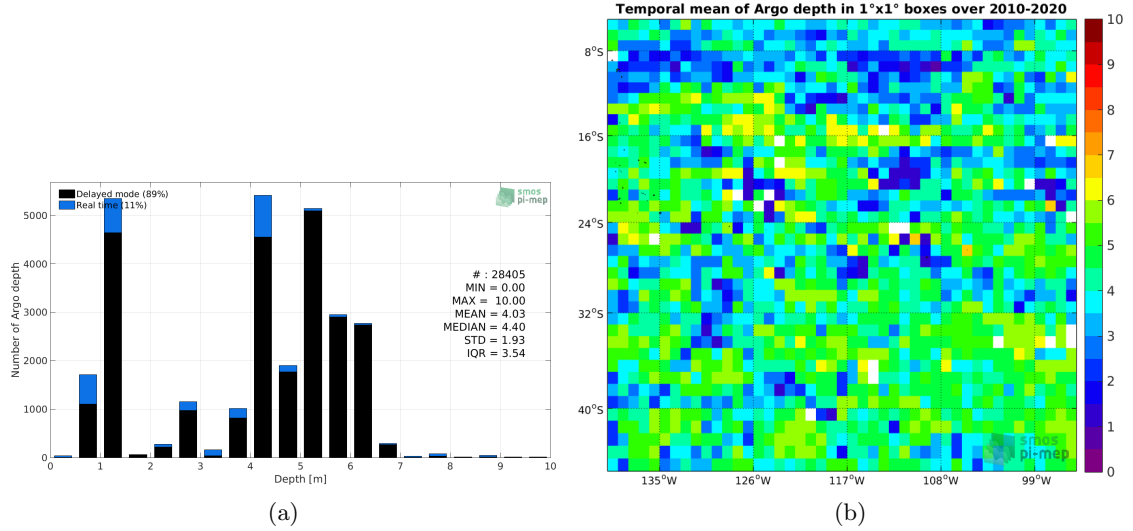 Temporal mean of Argo depth in 1°x1° boxes over 2010-2020
Delayed mode (89%)
Real time (11%)
smos
pi-mep
# : 28405
MIN = 0.00
MAX = 10.00
MEAN = 4.03
MEDIAN = 4.40
STD = 1.93
IQR = 3.54
Number of Argo depth
5000
4000
3000
2000
1000
0
0 1 2 3 4 5 6 7 8 9 10
Depth [m]
(a)
8°S
16°S
24°S
32°S
40°S
135°W 126°W 117°W 108°W 99°W
smos
pi-mep
10
9
8
7
6
5
4
3
2
1
0
(b)